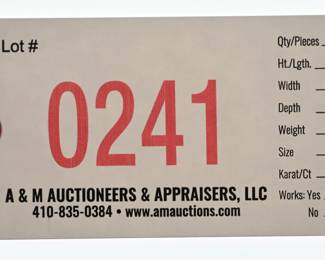 Lot #
0241
A & M AUCTIONEERS & APPRAISERS, LLC
410-835-0384 • www.amauctions.com
Qty/Pieces
Ht./Lgth.
Width
Depth
Weight
Size
Karat/Ct
Works: Yes
No